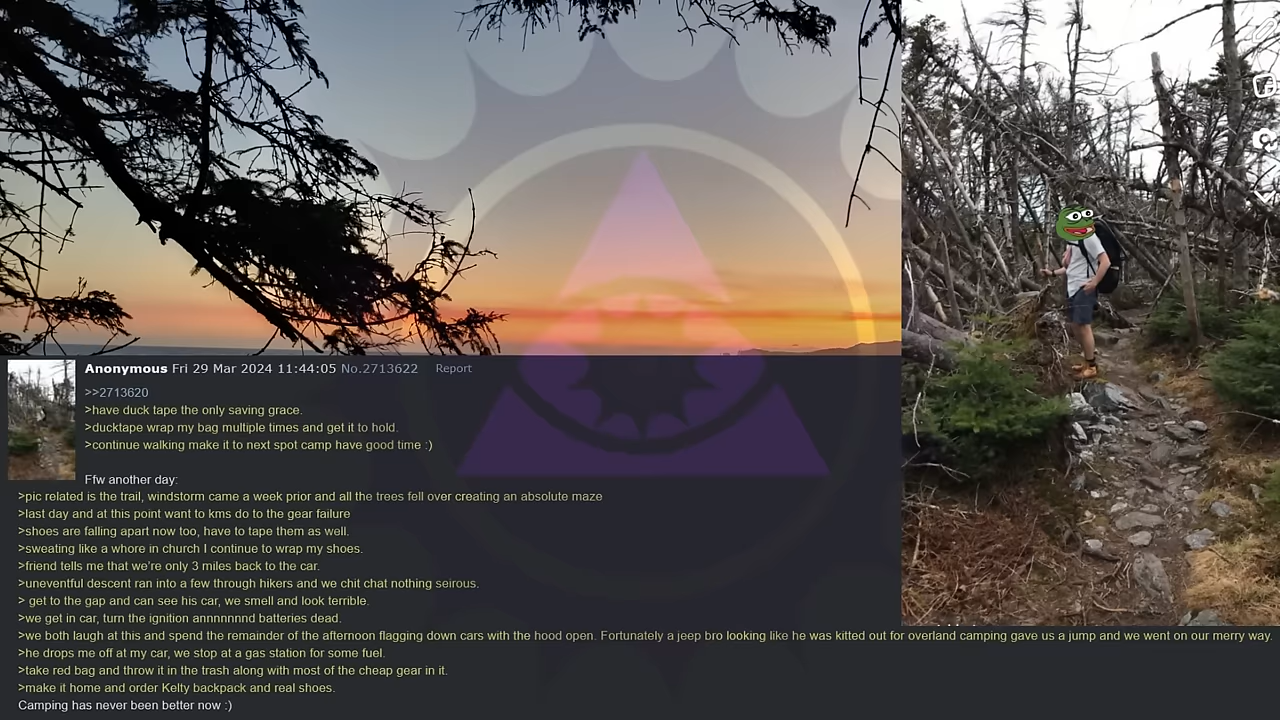 Anonymous Fri 29 Mar 2024 11:44:05 No.2713622 Report
>>2713620
>have duck tape the only saving grace.
>ducktape wrap my bag multiple times and get it to hold.
>continue walking make it to next spot camp have good time :)
Ffw another day:
>pic related is the trail, windstorm came a week prior and all the trees fell over creating an absolute maze
>last day and at this point want to kms do to the gear failure
>shoes are falling apart now too, have to tape them as well.
>sweating like a whore in church I continue to wrap my shoes.
>friend tells me that we're only 3 miles back to the car.
>uneventful descent ran into a few through hikers and we chit chat nothing seirous.
> get to the gap and can see his car, we smell and look terrible.
>we get in car, turn the ignition annnnnnnd batteries dead.
>we both laugh at this and spend the remainder of the afternoon flagging down cars with the hood open. Fortunately a jeep bro looking like he was kitted out for overland camping gave us a jump and we went on our merry way.
>he drops me off at my car, we stop at a gas station for some fuel.
>take red bag and throw it in the trash along with most of the cheap gear in it.
>make it home and order Kelty backpack and real shoes.
Camping has never been better now :)